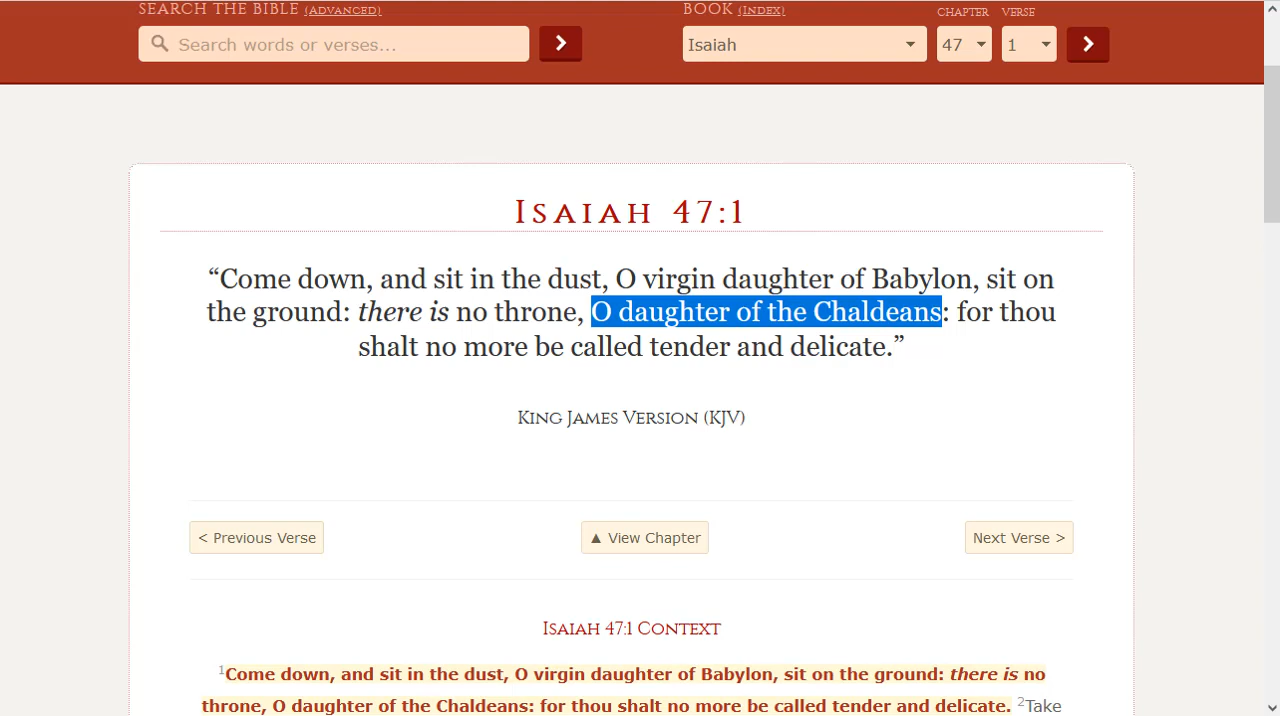 SEARCH THE BIBLE (ADVANCED)
BOOK (INDEX)
CHAPTER
VERSE
Search words or verses...
Isaiah
47
1
ISAIAH 47:1
“Come down, and sit in the dust, O virgin daughter of Babylon, sit on
the ground: there is no throne, O daughter of the Chaldeans: for thou
shalt no more be called tender and delicate.”
KING JAMES VERSION (KJV)
< Previous Verse
▲ View Chapter
Next Verse >
ISAIAH 47:1 CONTEXT
1Come down, and sit in the dust, O virgin daughter of Babylon, sit on the ground: there is no
throne, O daughter of the Chaldeans: for thou shalt no more be called tender and delicate. 2Take